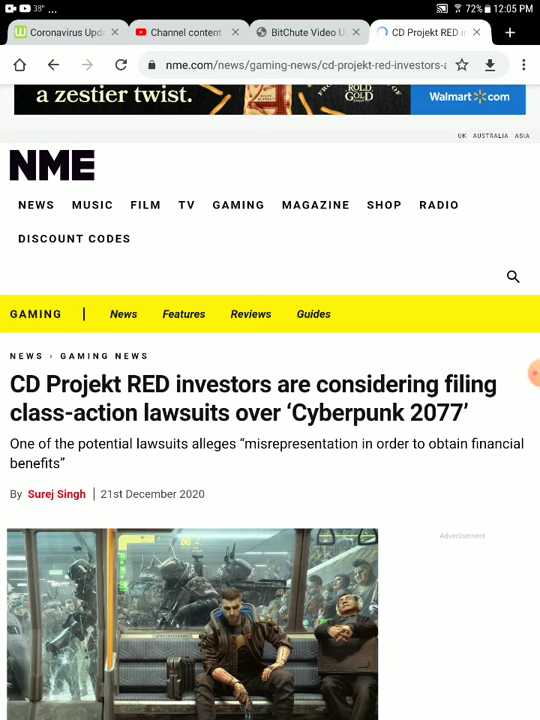 38° ...
72% 12:05 PM
Coronavirus Upda
Channel content
BitChute Video U
CD Projekt RED in
nme.com/news/gaming-news/cd-projekt-red-investors-a
a zestier twist.
ROLD GOLD
Walmart.com
UK AUSTRALIA ASIA
NME
NEWS MUSIC FILM TV GAMING MAGAZINE SHOP RADIO
DISCOUNT CODES
GAMING | News Features Reviews Guides
NEWS › GAMING NEWS
CD Projekt RED investors are considering filing
class-action lawsuits over ‘Cyberpunk 2077’
One of the potential lawsuits alleges “misrepresentation in order to obtain financial
benefits”
By Surej Singh | 21st December 2020
Advertisement